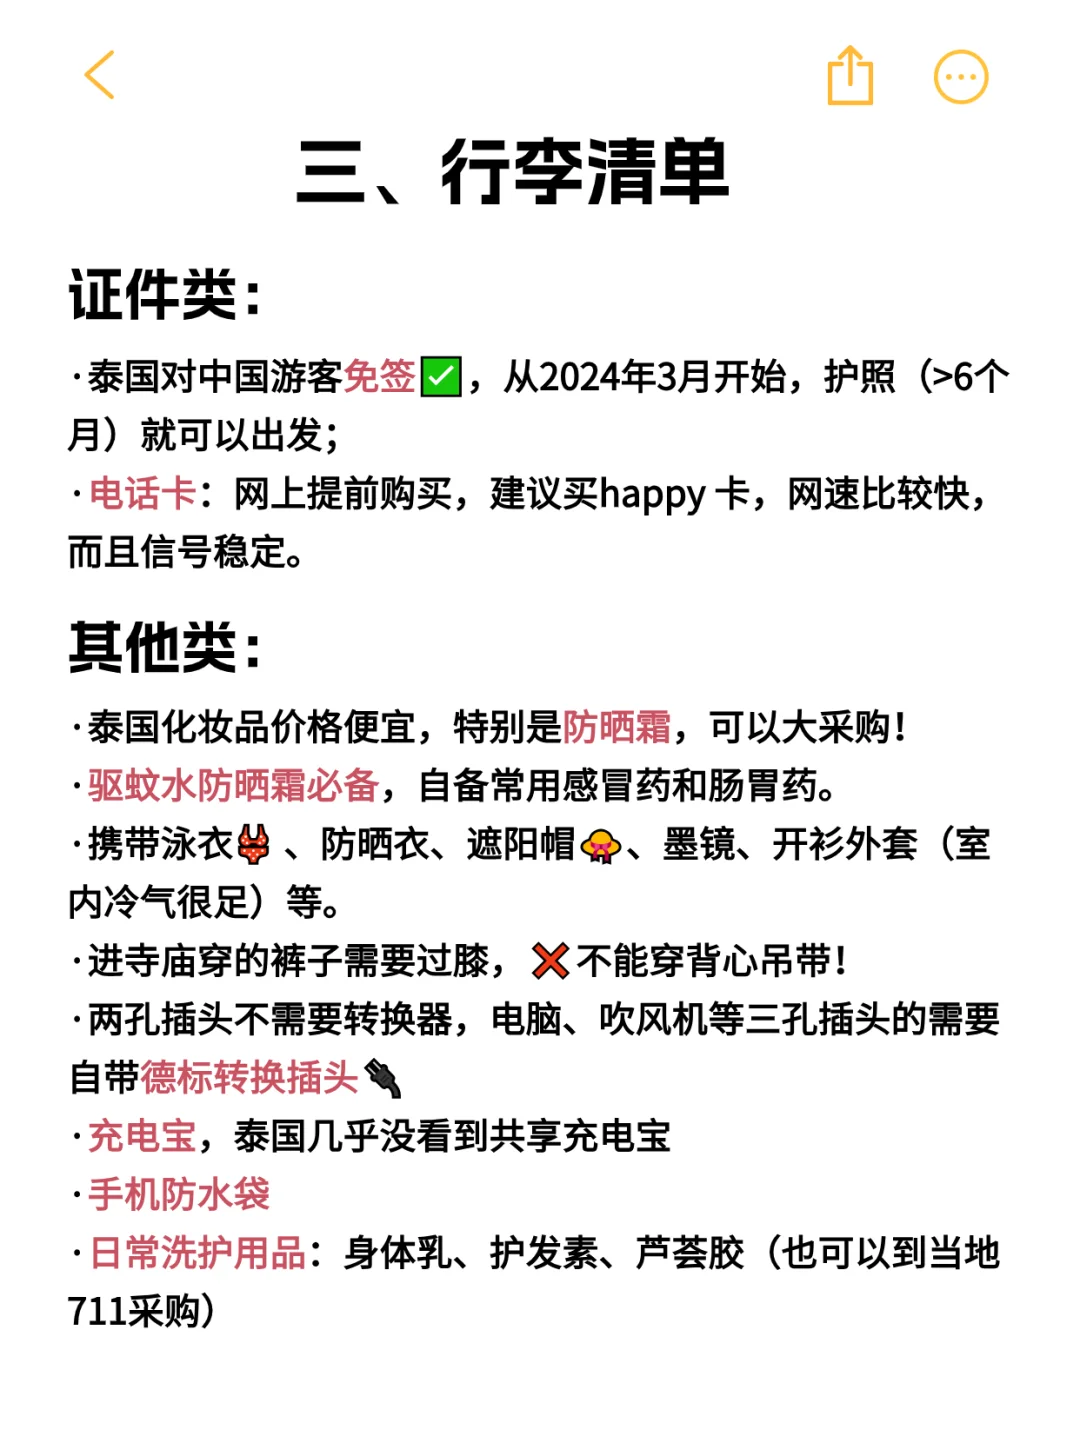 三、行李清单
证件类：
·泰国对中国游客免签✅，从2024年3月开始，护照（>6个
月）就可以出发；
·电话卡：网上提前购买，建议买happy 卡，网速比较快，
而且信号稳定。
其他类：
·泰国化妆品价格便宜，特别是防晒霜，可以大采购！
·驱蚊水防晒霜必备，自备常用感冒药和肠胃药。
·携带泳衣👙、防晒衣、遮阳帽👒、墨镜、开衫外套（室
内冷气很足）等。
·进寺庙穿的裤子需要过膝，❌不能穿背心吊带！
·两孔插头不需要转换器，电脑、吹风机等三孔插头的需要
自带德标转换插头🔌
·充电宝，泰国几乎没看到共享充电宝
·手机防水袋
·日常洗护用品：身体乳、护发素、芦荟胶（也可以到当地
711采购）